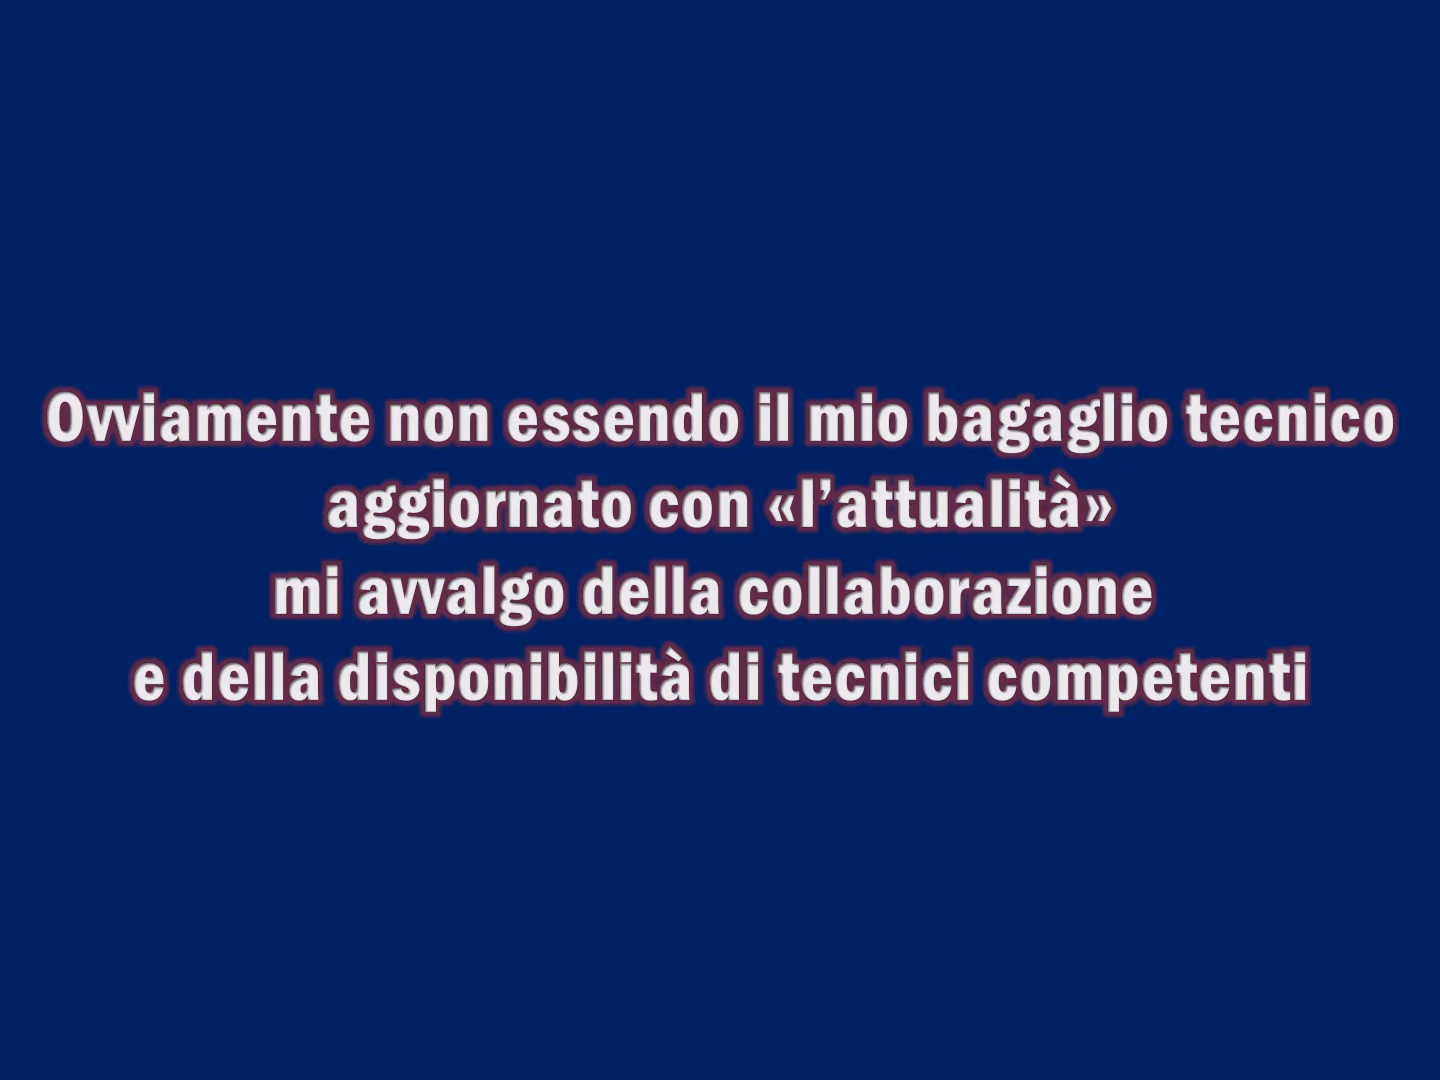 Ovviamente non essendo il mio bagaglio tecnico
aggiornato con «l’attualità»
mi avvalgo della collaborazione
e della disponibilità di tecnici competenti